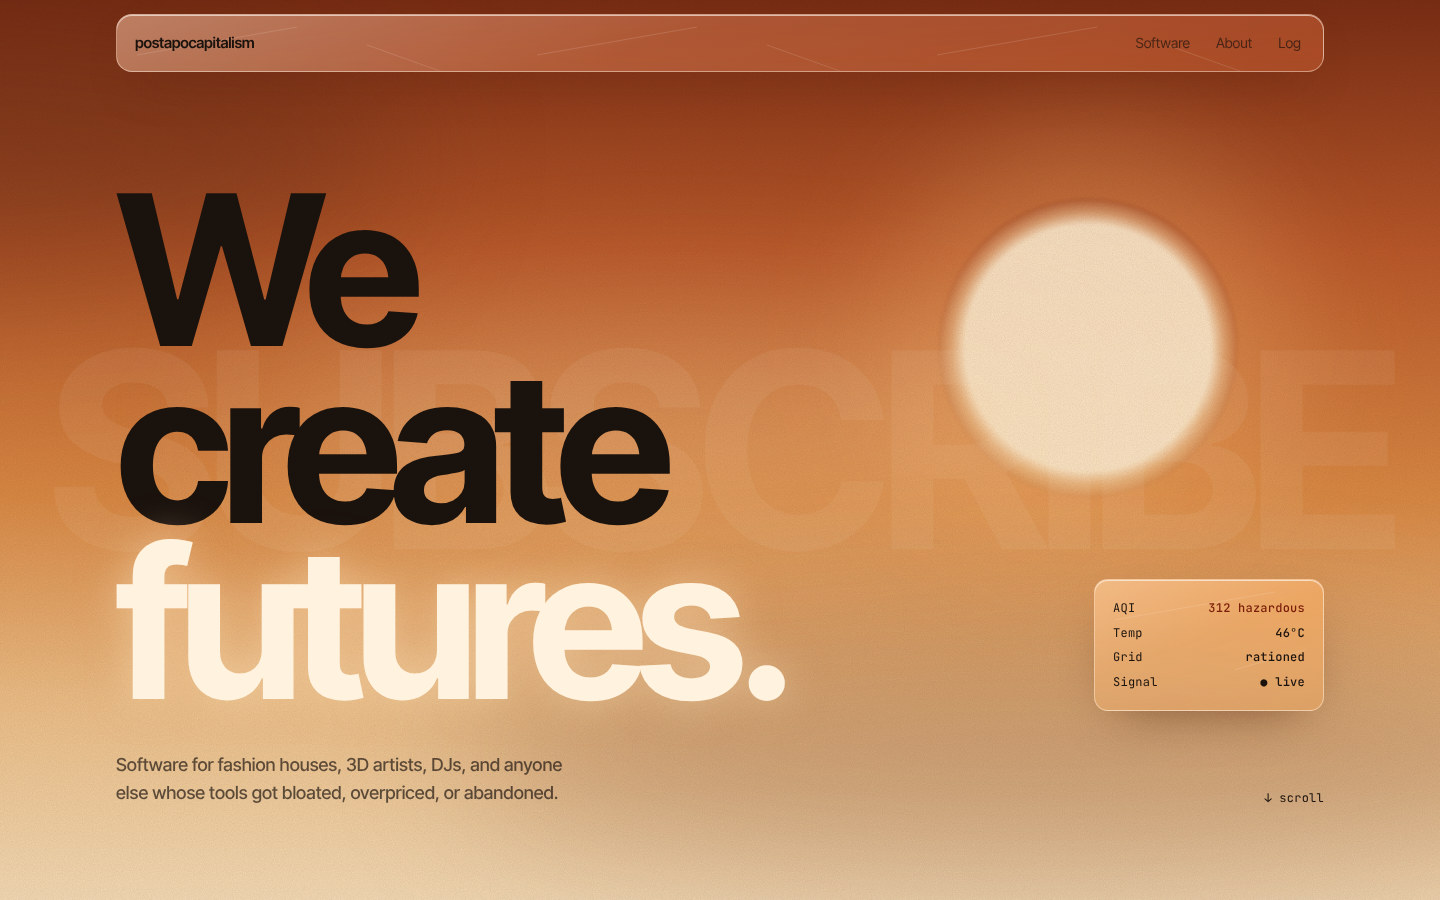 postapocapitalism
Software About Log
We
create
futures.
SUBSCRIBE
AQI 312 hazardous
Temp 46°C
Grid rationed
Signal ● live
Software for fashion houses, 3D artists, DJs, and anyone
else whose tools got bloated, overpriced, or abandoned.
↓ scroll